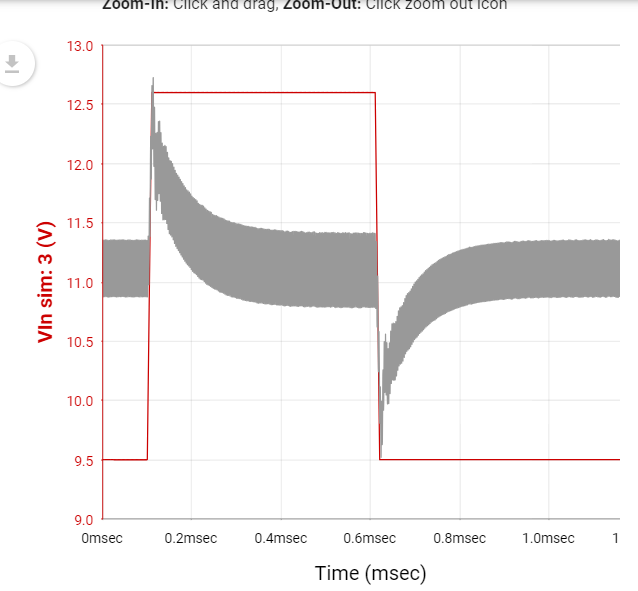 Zoom-In: Click and drag, Zoom-Out: Click zoom out icon
13.0
12.5
12.0
11.5
11.0
10.5
10.0
9.5
9.0
VIn sim: 3 (V)
0msec 0.2msec 0.4msec 0.6msec 0.8msec 1.0msec 1
Time (msec)